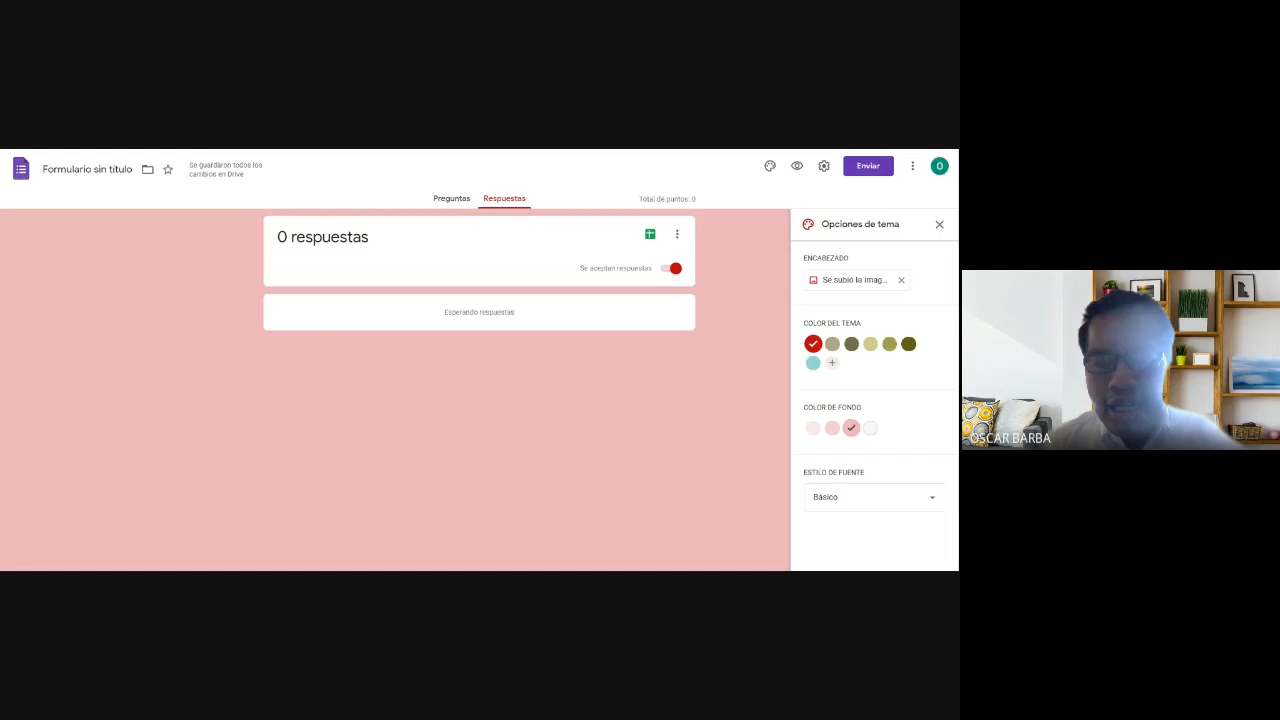 Formulario sin título
Se guardaron todos los
cambios en Drive
Enviar
O
Preguntas
Respuestas
Total de puntos: 0
0 respuestas
Se aceptan respuestas
Esperando respuestas
Opciones de tema
ENCABEZADO
Se subió la imag...
COLOR DEL TEMA
COLOR DE FONDO
ESTILO DE FUENTE
Básico
OSCAR BARBA